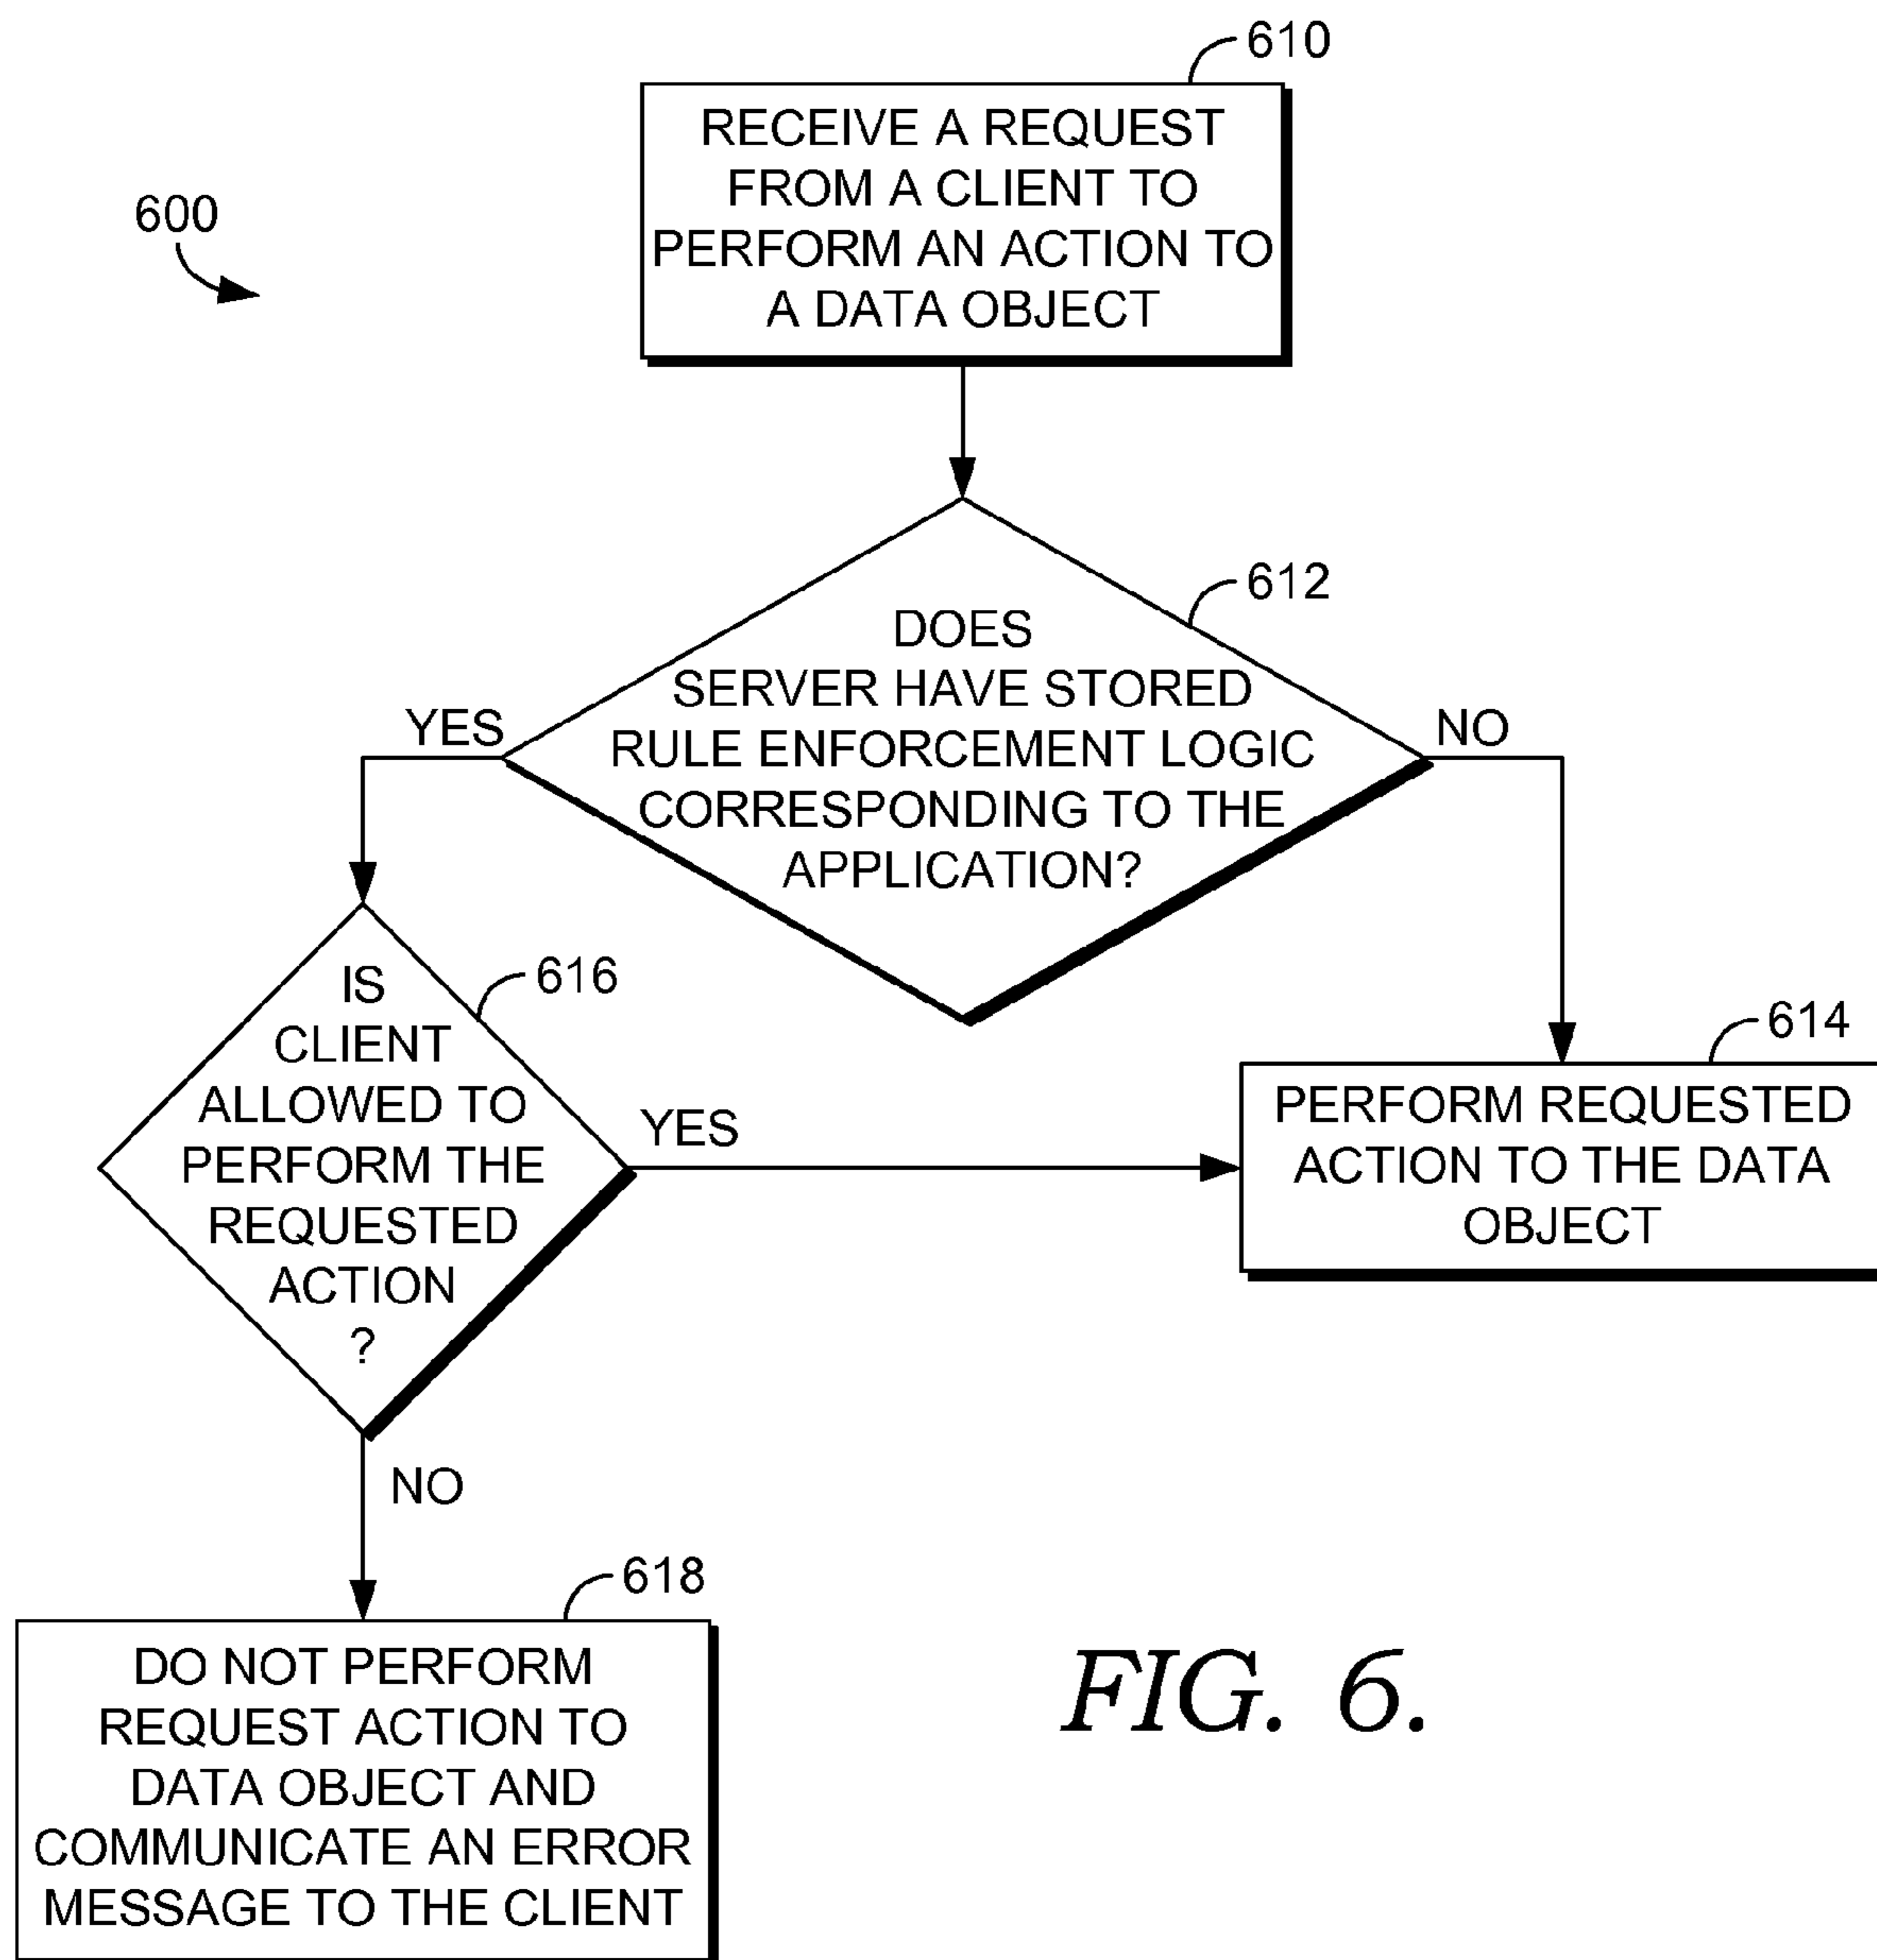 610
RECEIVE A REQUEST
FROM A CLIENT TO
PERFORM AN ACTION TO
A DATA OBJECT
600
612
DOES
SERVER HAVE STORED
RULE ENFORCEMENT LOGIC
CORRESPONDING TO THE
APPLICATION?
YES
NO
616
IS
CLIENT
ALLOWED TO
PERFORM THE
REQUESTED
ACTION
?
YES
614
PERFORM REQUESTED
ACTION TO THE DATA
OBJECT
NO
618
DO NOT PERFORM
REQUEST ACTION TO
DATA OBJECT AND
COMMUNICATE AN ERROR
MESSAGE TO THE CLIENT
FIG. 6.